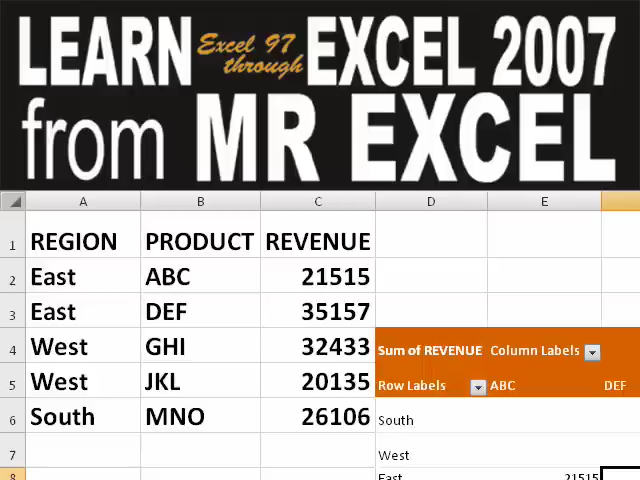 LEARN Excel 97 through EXCEL 2007
from MR EXCEL
A B C D E
1 REGION PRODUCT REVENUE
2 East ABC 21515
3 East DEF 35157
4 West GHI 32433 Sum of REVENUE Column Labels
5 West JKL 20135 Row Labels ABC DEF
6 South MNO 26106 South
7 West
8 East 21515